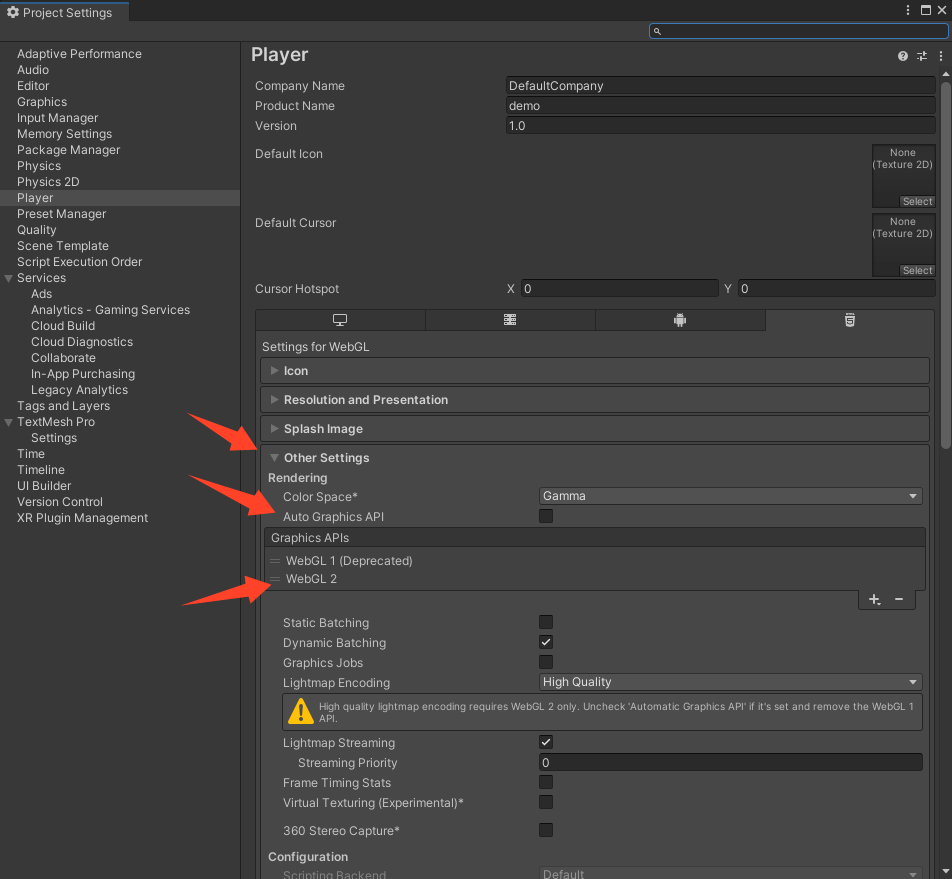 Project Settings
Adaptive Performance
Audio
Editor
Graphics
Input Manager
Memory Settings
Package Manager
Physics
Physics 2D
Player
Preset Manager
Quality
Scene Template
Script Execution Order
Services
Ads
Analytics - Gaming Services
Cloud Build
Cloud Diagnostics
Collaborate
In-App Purchasing
Legacy Analytics
Tags and Layers
TextMesh Pro
Settings
Time
Timeline
UI Builder
Version Control
XR Plugin Management
Player
Company Name DefaultCompany
Product Name demo
Version 1.0
Default Icon
None
(Texture 2D)
Select
Default Cursor
None
(Texture 2D)
Select
Cursor Hotspot X 0 Y 0
Settings for WebGL
Icon
Resolution and Presentation
Splash Image
Other Settings
Rendering
Color Space* Gamma
Auto Graphics API
Graphics APIs
WebGL 1 (Deprecated)
WebGL 2
Static Batching
Dynamic Batching
Graphics Jobs
Lightmap Encoding High Quality
High quality lightmap encoding requires WebGL 2 only. Uncheck 'Automatic Graphics API' if it's set and remove the WebGL 1
API.
Lightmap Streaming
Streaming Priority 0
Frame Timing Stats
Virtual Texturing (Experimental)*
360 Stereo Capture*
Configuration
Scripting Backend Default